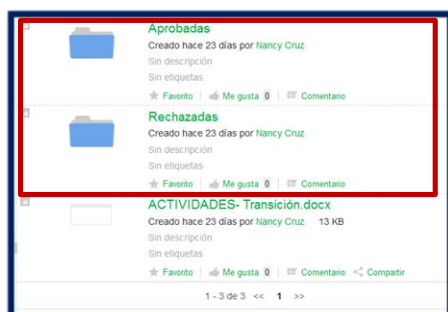 Aprobadas
Creado hace 23 días por Nancy Cruz
Sin descripción
Sin etiquetas
Favorito Me gusta 0 Comentario
Rechazadas
Creado hace 23 días por Nancy Cruz
Sin descripción
Sin etiquetas
Favorito Me gusta 0 Comentario
ACTIVIDADES- Transición.docx
Creado hace 23 días por Nancy Cruz 13 KB
Sin descripción
Sin etiquetas
Favorito Me gusta 0 Comentario Compartir
1 - 3 de 3 << 1 >>